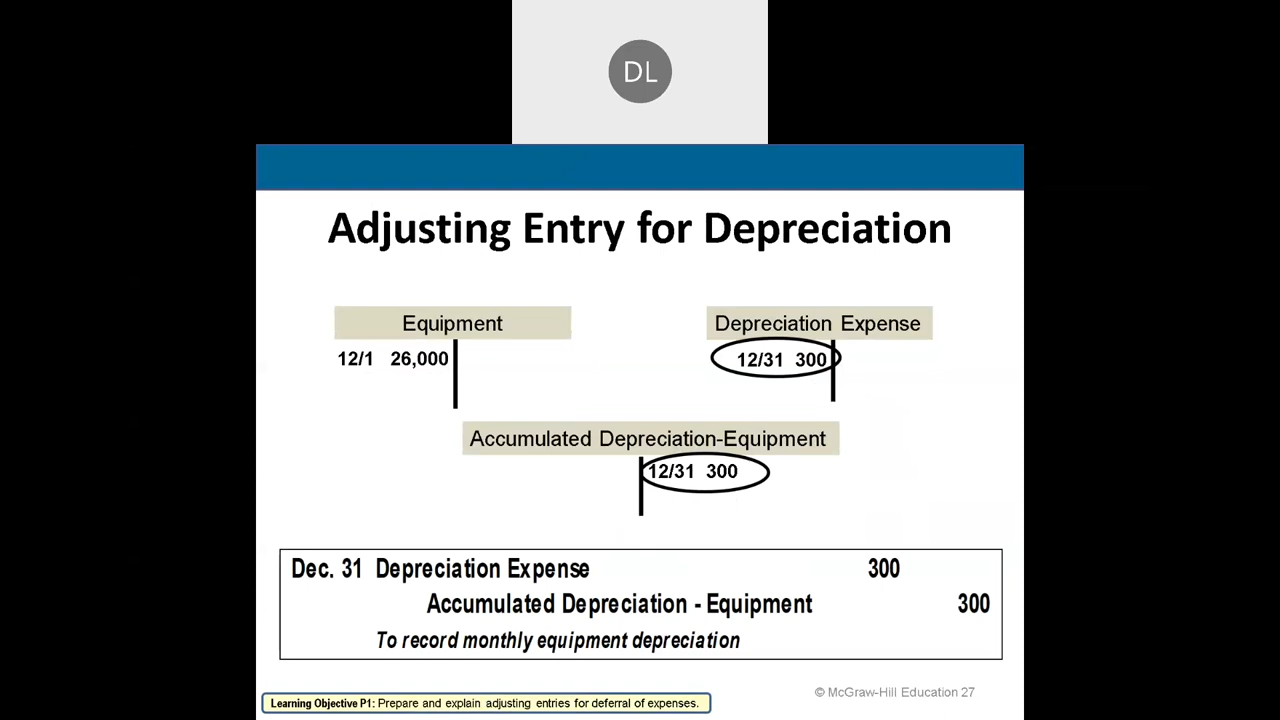 DL
Adjusting Entry for Depreciation
Equipment
Depreciation Expense
12/1 26,000
12/31 300
Accumulated Depreciation-Equipment
12/31 300
Dec. 31 Depreciation Expense 300
Accumulated Depreciation - Equipment 300
To record monthly equipment depreciation
Learning Objective P1: Prepare and explain adjusting entries for deferral of expenses.
© McGraw-Hill Education 27